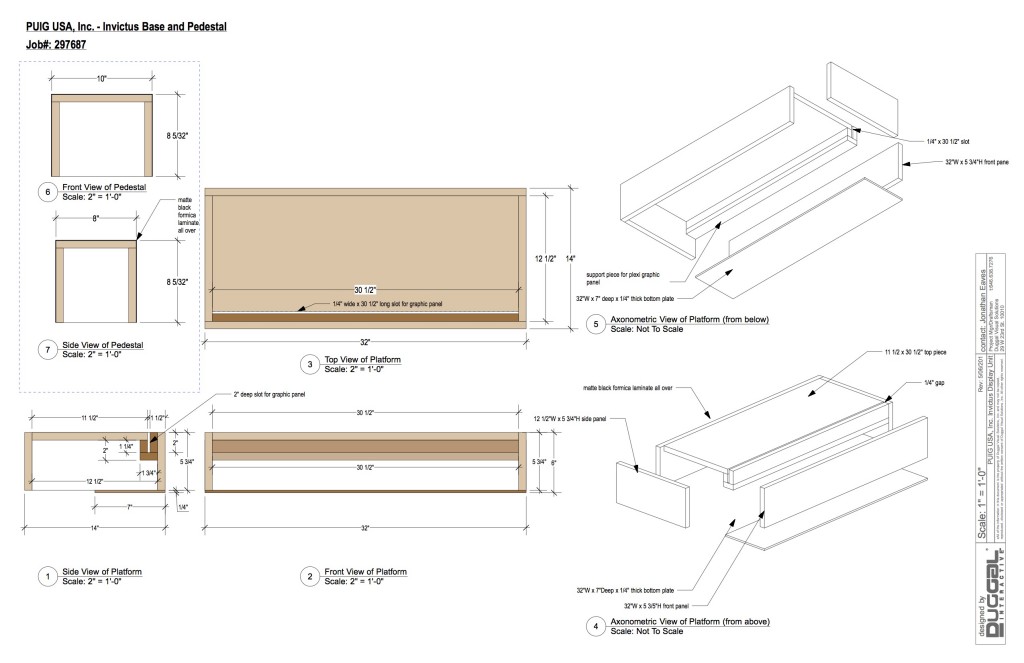 PUIG USA, Inc. - Invictus Base and Pedestal
Job#: 297687
10"
8 5/32"
6
Front View of Pedestal
Scale: 2" = 1'-0"
8"
matte
black
formica
laminate
all over
8 5/32"
7
Side View of Pedestal
Scale: 2" = 1'-0"
30 1/2"
1/4" wide x 30 1/2" long slot for graphic panel
12 1/2"
14"
32"
3
Top View of Platform
Scale: 2" = 1'-0"
2" deep slot for graphic panel
11 1/2"
1 1/2"
1 1/4"
2"
2"
5 3/4"
1 3/4"
12 1/2"
7"
1/4"
14"
1
Side View of Platform
Scale: 2" = 1'-0"
30 1/2"
30 1/2"
5 3/4"
6"
32"
2
Front View of Platform
Scale: 2" = 1'-0"
1/4" x 30 1/2" slot
32"W x 5 3/4"H front pane
support piece for plexi graphic
panel
32"W x 7" deep x 1/4" thick bottom plate
5
Axonometric View of Platform (from below)
Scale: Not To Scale
11 1/2 x 30 1/2" top piece
matte black formica laminate all over
1/4" gap
12 1/2"W x 5 3/4"H side panel
32"W x 7"Deep x 1/4" thick bottom plate
32"W x 5 3/5"H front panel
4
Axonometric View of Platform (from above)
Scale: Not To Scale
contact: Jonathan Eaves
Project Mgr/Draftsman
Duggal Visual Solutions
29 W 23rd St. 10010
Scale: 1" = 1'-0"
PUIG USA, Inc. Invictus Display Unit
designed by
DUGGAL
INTERACTIVE